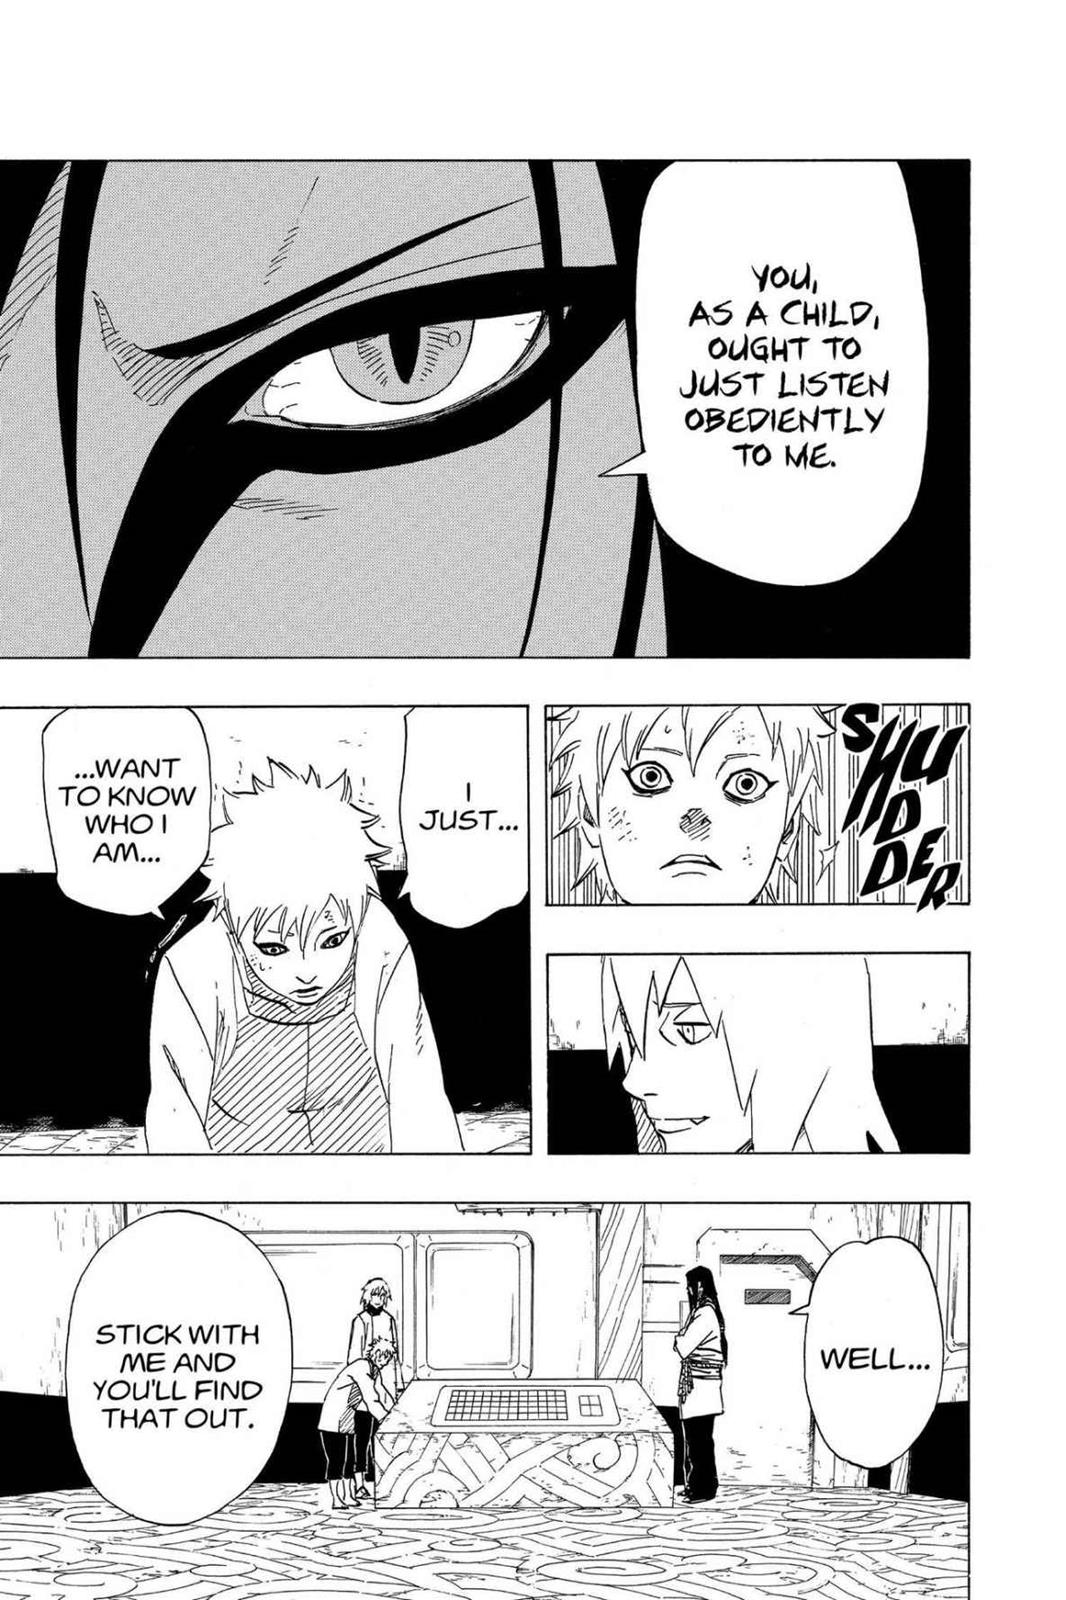 YOU,
AS A CHILD,
OUGHT TO
JUST LISTEN
OBEDIENTLY
TO ME.
SHUDDER
I
JUST...
...WANT
TO KNOW
WHO I
AM...
WELL...
STICK WITH
ME AND
YOU'LL FIND
THAT OUT.